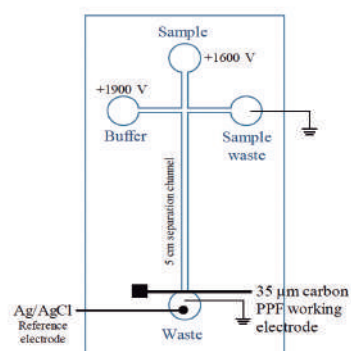 Sample
+1600 V
+1900 V
Buffer
Sample
waste
5 cm separation channel
35 µm carbon
PPF working
electrode
Ag/AgCl
Reference
electrode
Waste